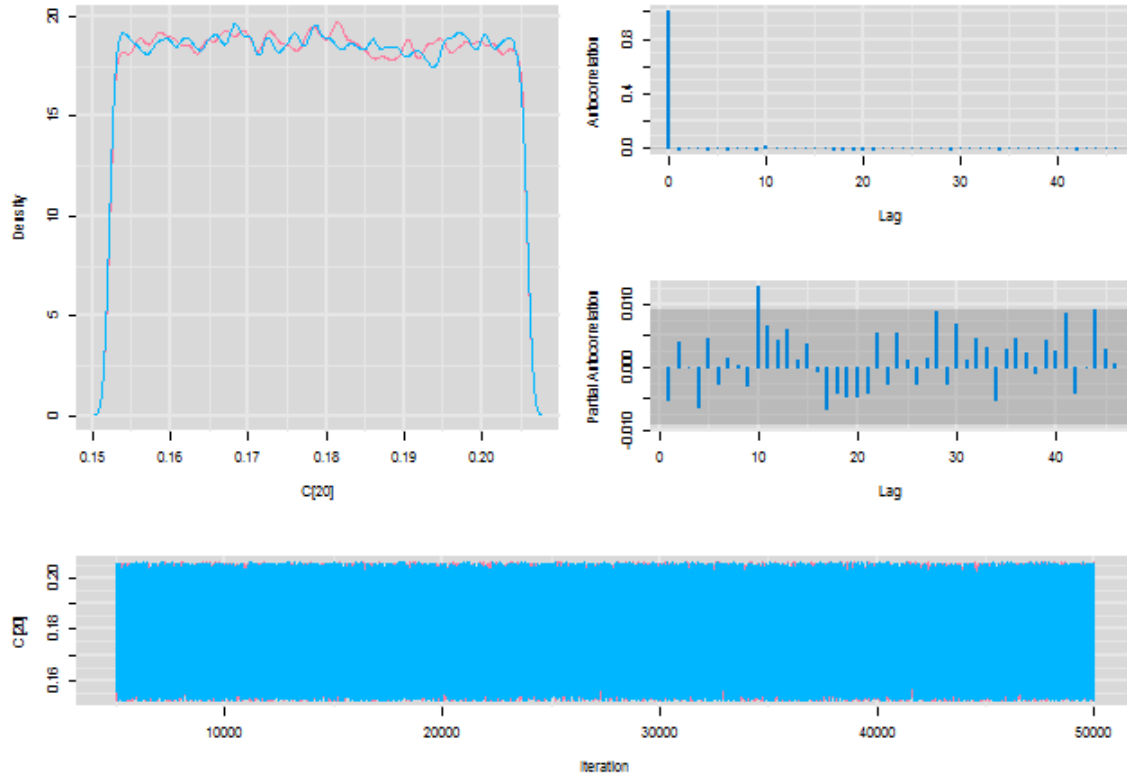 20
15
10
5
0
Density
0.15 0.16 0.17 0.18 0.19 0.20
C[20]
0.8
0.4
0.0
Autocorrelation
0 10 20 30 40
Lag
0.010
0.000
-0.010
Partial Autocorrelation
0 10 20 30 40
Lag
0.20
0.18
0.16
C[20]
10000 20000 30000 40000 50000
Iteration